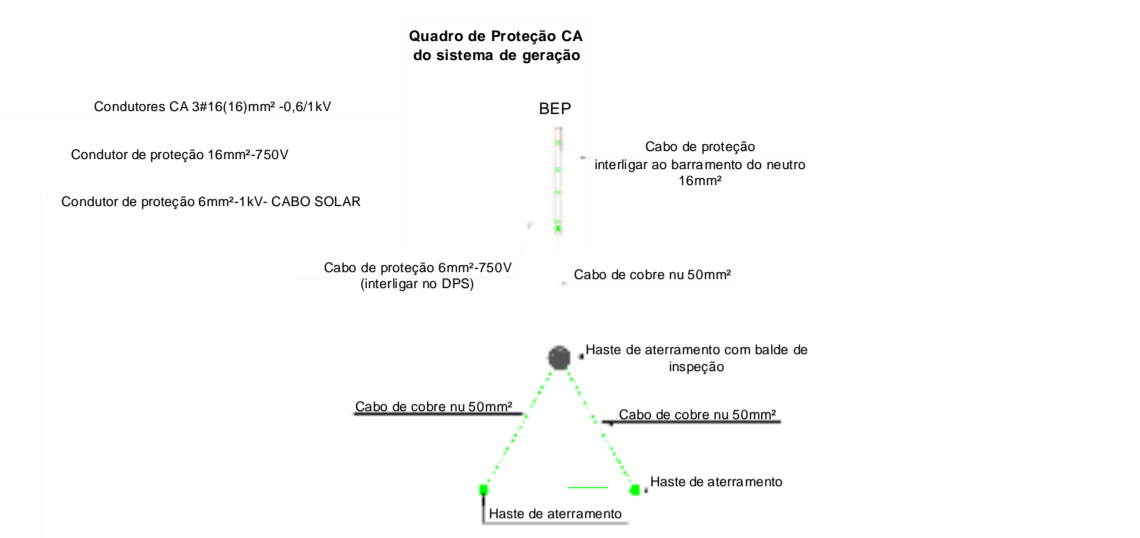 Quadro de Proteção CA
do sistema de geração
Condutores CA 3#16(16)mm² -0,6/1kV
BEP
Condutor de proteção 16mm²-750V
Cabo de proteção
interligar ao barramento do neutro
16mm²
Condutor de proteção 6mm²-1kV- CABO SOLAR
Cabo de proteção 6mm²-750V
(interligar no DPS)
Cabo de cobre nu 50mm²
Haste de aterramento com balde de
inspeção
Cabo de cobre nu 50mm²
Cabo de cobre nu 50mm²
Haste de aterramento
Haste de aterramento